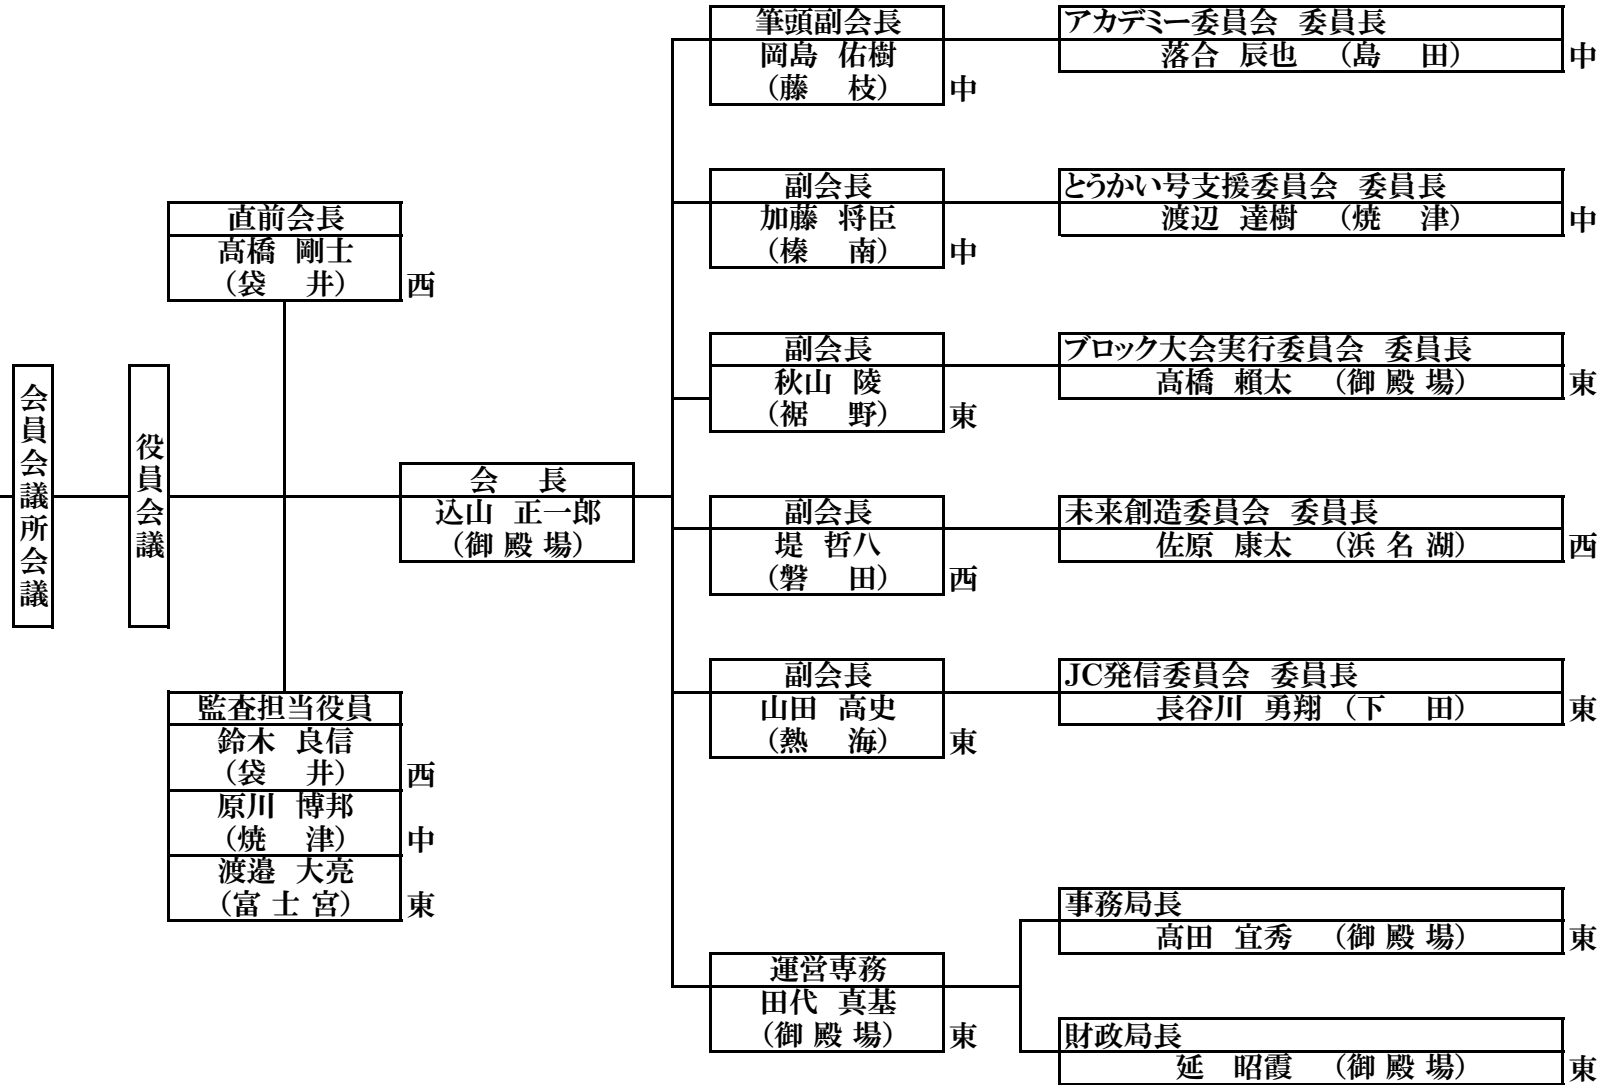 会員会議所会議
役員会議
直前会長
髙橋 剛士
（袋 井）
西
監査担当役員
鈴木 良信
（袋 井）
西
原川 博邦
（焼 津）
中
渡邉 大亮
（富 士 宮）
東
会 長
込山 正一郎
（御 殿 場）
筆頭副会長
岡島 佑樹
（藤 枝）
中
アカデミー委員会 委員長
落合 辰也 （島 田）
中
副会長
加藤 将臣
（榛 南）
中
とうかい号支援委員会 委員長
渡辺 達樹 （焼 津）
中
副会長
秋山 陵
（裾 野）
東
ブロック大会実行委員会 委員長
髙橋 頼太 （御 殿 場）
東
副会長
堤 哲八
（磐 田）
西
未来創造委員会 委員長
佐原 康太 （浜 名 湖）
西
副会長
山田 高史
（熱 海）
東
JC発信委員会 委員長
長谷川 勇翔 （下 田）
東
運営専務
田代 真基
（御 殿 場）
東
事務局長
髙田 宜秀 （御 殿 場）
東
財政局長
延 昭霞 （御 殿 場）
東